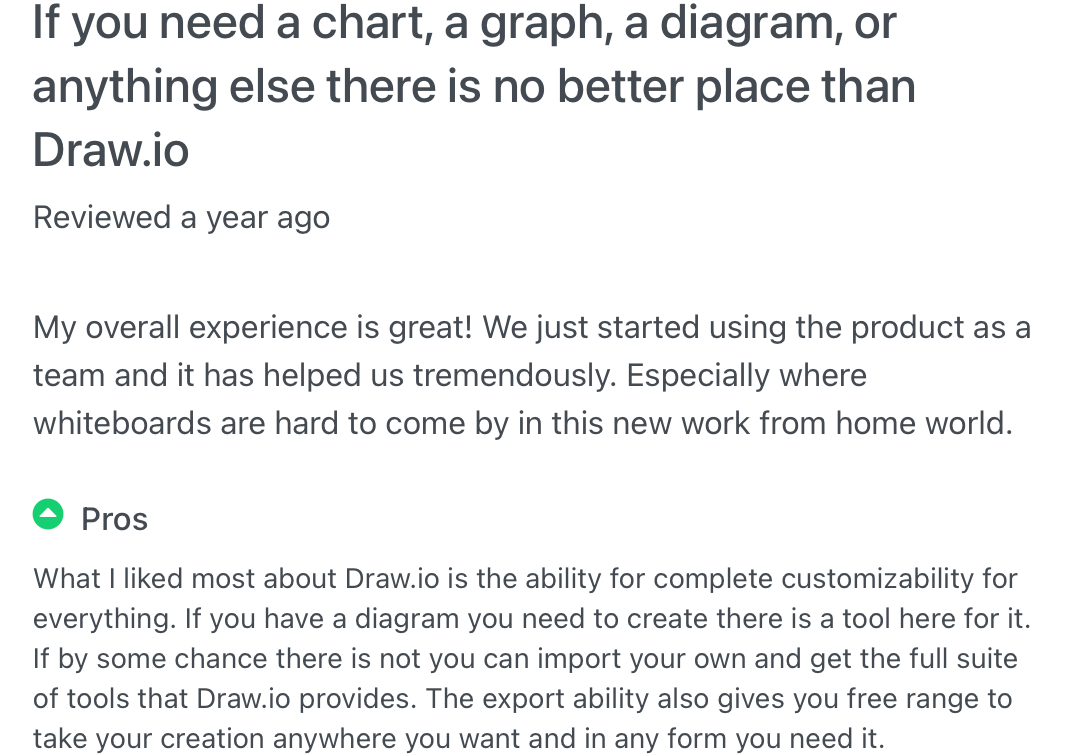 If you need a chart, a graph, a diagram, or
anything else there is no better place than
Draw.io
Reviewed a year ago
My overall experience is great! We just started using the product as a
team and it has helped us tremendously. Especially where
whiteboards are hard to come by in this new work from home world.
Pros
What I liked most about Draw.io is the ability for complete customizability for
everything. If you have a diagram you need to create there is a tool here for it.
If by some chance there is not you can import your own and get the full suite
of tools that Draw.io provides. The export ability also gives you free range to
take your creation anywhere you want and in any form you need it.